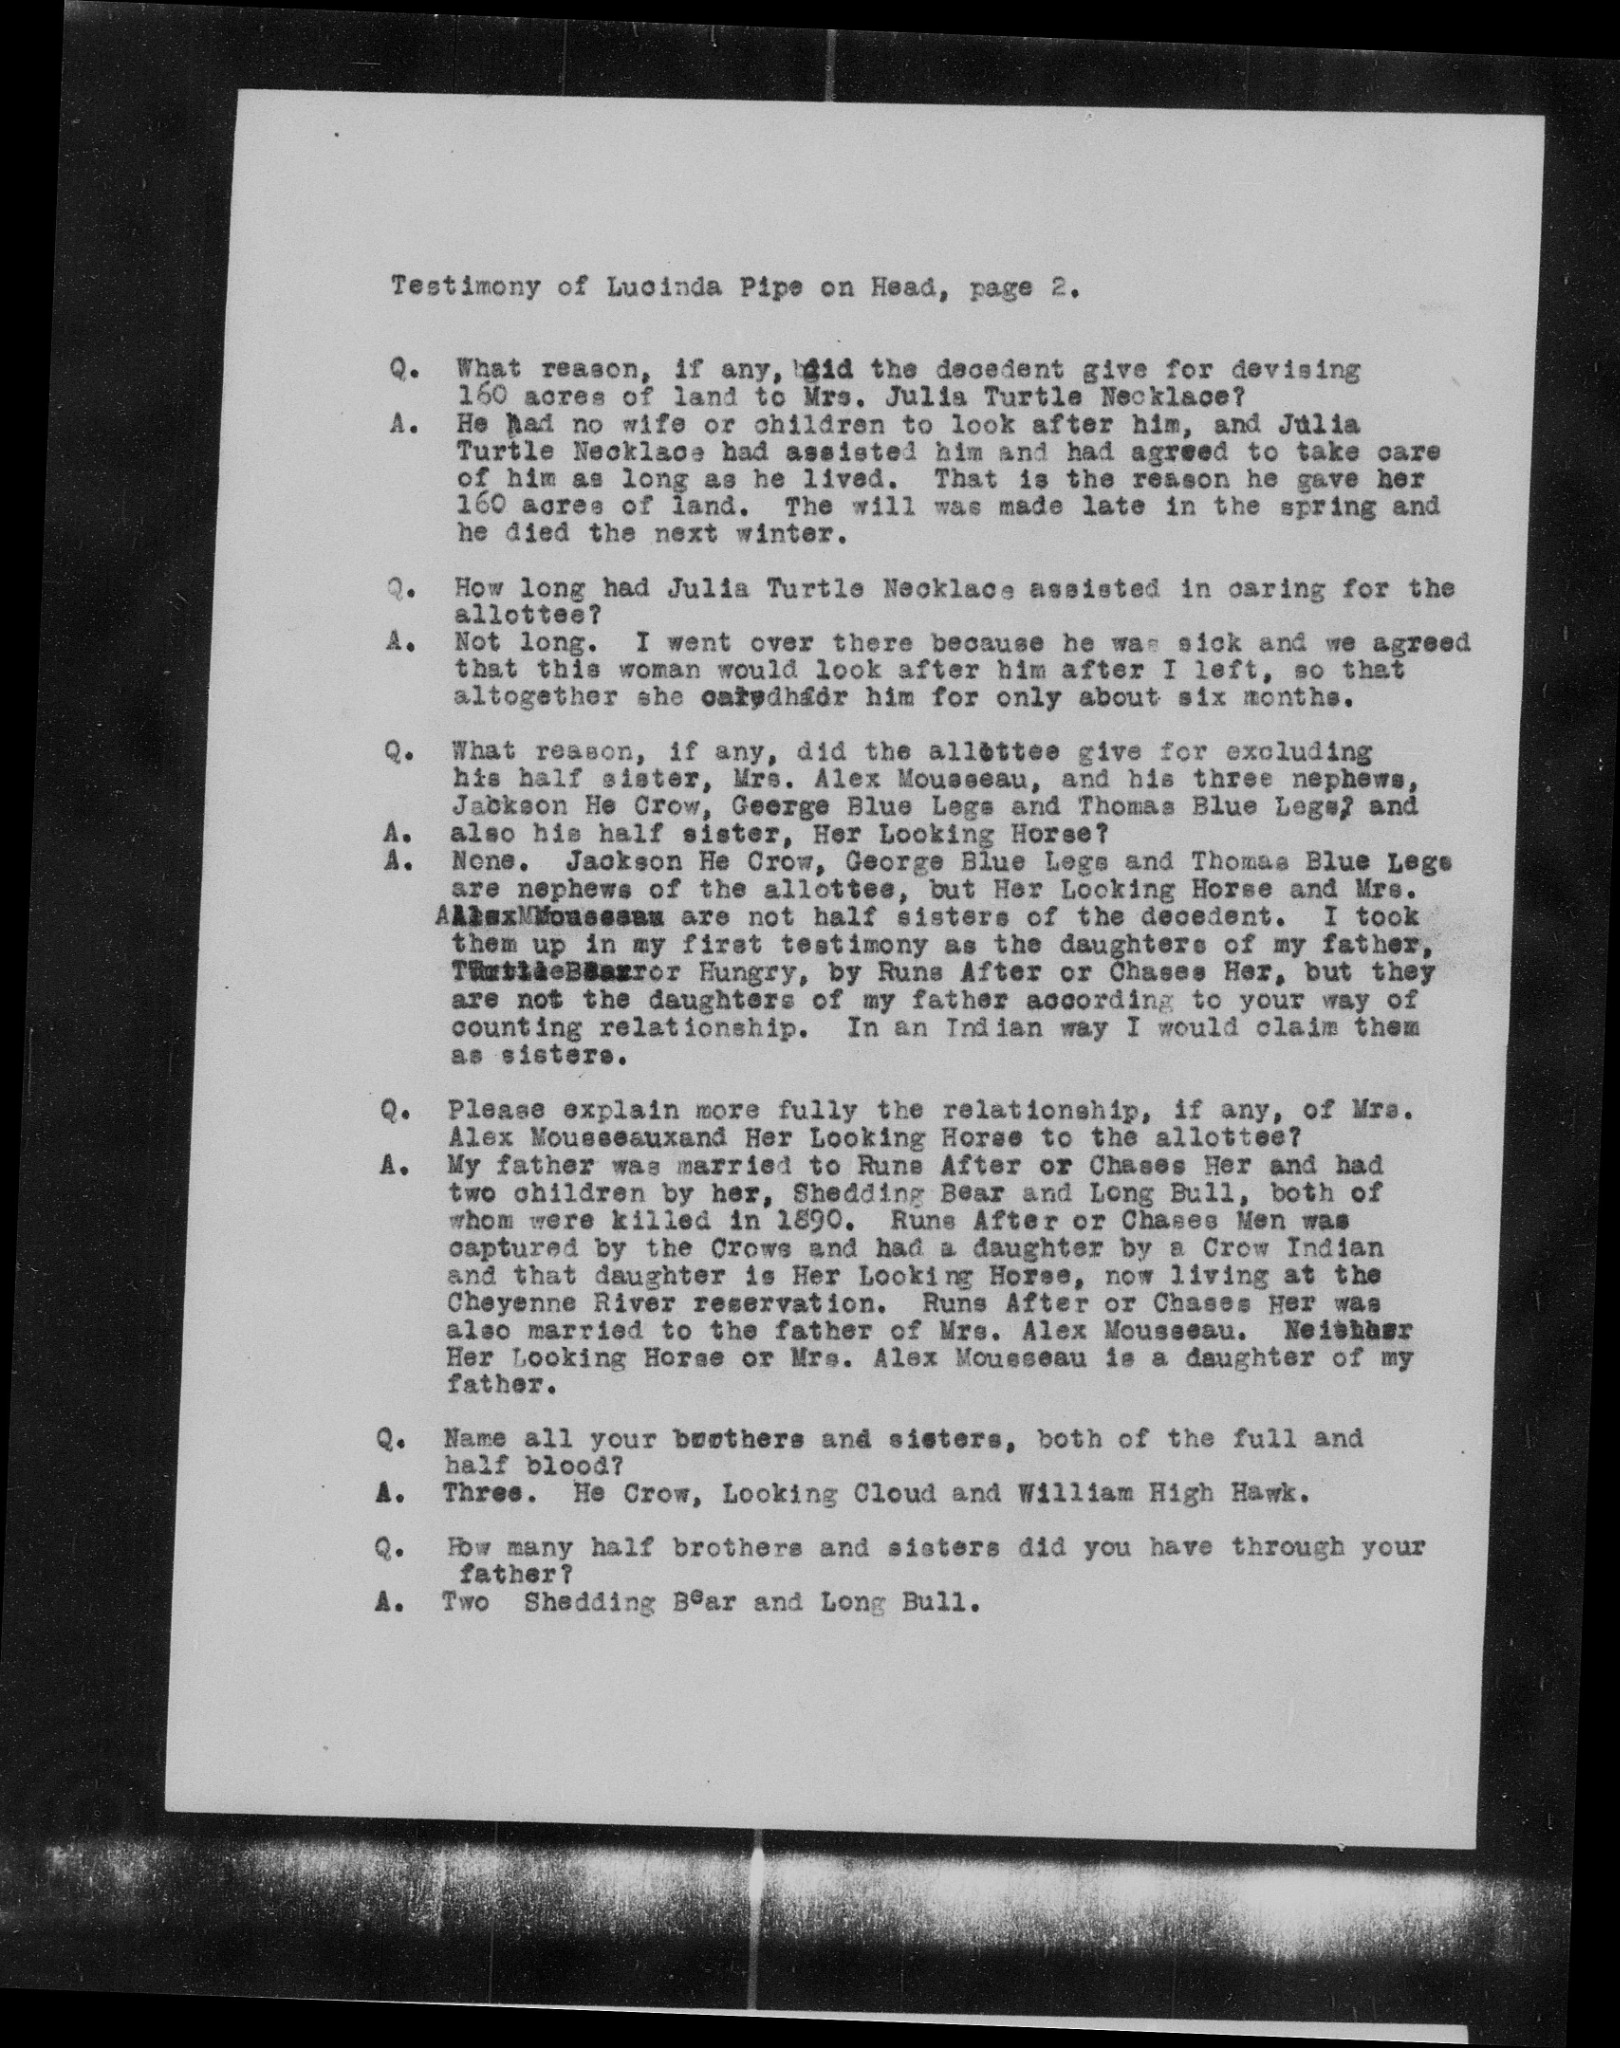 Testimony of Lucinda Pipe on Head, page 2.
Q. What reason, if any, did the decedent give for devising
160 acres of land to Mrs. Julia Turtle Necklace?
A. He had no wife or children to look after him, and Julia
Turtle Necklace had assisted him and had agreed to take care
of him as long as he lived. That is the reason he gave her
160 acres of land. The will was made late in the spring and
he died the next winter.
Q. How long had Julia Turtle Necklace assisted in caring for the
allottee?
A. Not long. I went over there because he was sick and we agreed
that this woman would look after him after I left, so that
altogether she cared for him for only about six months.
Q. What reason, if any, did the allottee give for excluding
his half sister, Mrs. Alex Mousseau, and his three nephews,
Jackson He Crow, George Blue Legs and Thomas Blue Legs, and
A. also his half sister, Her Looking Horse?
A. None. Jackson He Crow, George Blue Legs and Thomas Blue Legs
are nephews of the allottee, but Her Looking Horse and Mrs.
Alex Mousseau are not half sisters of the decedent. I took
them up in my first testimony as the daughters of my father,
Turtle Bear or Hungry, by Runs After or Chases Her, but they
are not the daughters of my father according to your way of
counting relationship. In an Indian way I would claim them
as sisters.
Q. Please explain more fully the relationship, if any, of Mrs.
Alex Mousseauxand Her Looking Horse to the allottee?
A. My father was married to Runs After or Chases Her and had
two children by her, Shedding Bear and Long Bull, both of
whom were killed in 1890. Runs After or Chases Men was
captured by the Crows and had a daughter by a Crow Indian
and that daughter is Her Looking Horse, now living at the
Cheyenne River reservation. Runs After or Chases Her was
also married to the father of Mrs. Alex Mousseau. Neither
Her Looking Horse or Mrs. Alex Mousseau is a daughter of my
father.
Q. Name all your brothers and sisters, both of the full and
half blood?
A. Three. He Crow, Looking Cloud and William High Hawk.
Q. How many half brothers and sisters did you have through your
father?
A. Two Shedding Bear and Long Bull.